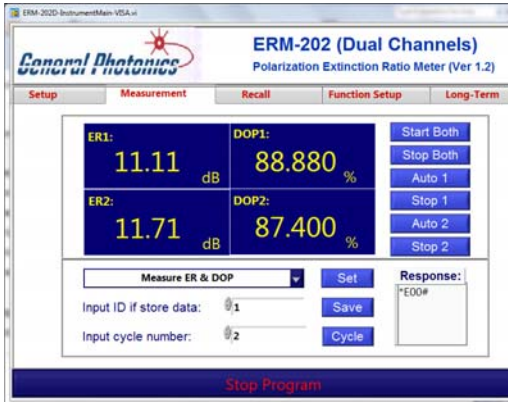 ERM-202D-InstrumentMain-VISA.vi
General Photonics
ERM-202 (Dual Channels)
Polarization Extinction Ratio Meter (Ver 1.2)
Setup Measurement Recall Function Setup Long-Term
ER1: DOP1:
11.11 dB 88.880 %
ER2: DOP2:
11.71 dB 87.400 %
Start Both
Stop Both
Auto 1
Stop 1
Auto 2
Stop 2
Measure ER & DOP Set Response:
*E00#
Input ID if store data: 1 Save
Input cycle number: 2 Cycle
Stop Program